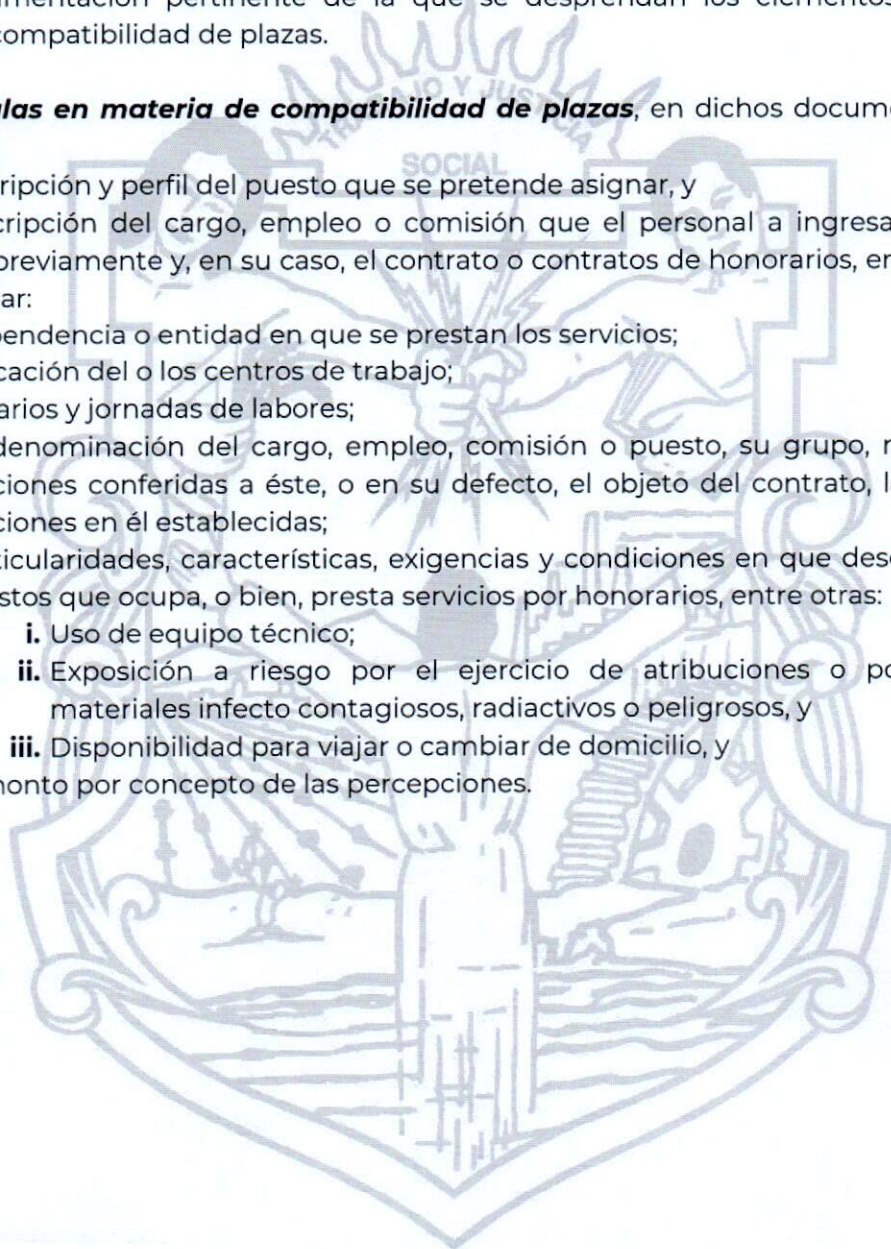 mentación pertinente de la que se desprendan los elementos
compatibilidad de plazas.
las en materia de compatibilidad de plazas, en dichos docum
TRABAJO Y JUSTICIA
SOCIAL
ripción y perfil del puesto que se pretende asignar, y
cripción del cargo, empleo o comisión que el personal a ingresa
previamente y, en su caso, el contrato o contratos de honorarios, en
ar:
pendencia o entidad en que se prestan los servicios;
cación del o los centros de trabajo;
arios y jornadas de labores;
denominación del cargo, empleo, comisión o puesto, su grupo, r
ciones conferidas a éste, o en su defecto, el objeto del contrato, l
ciones en él establecidas;
ticularidades, características, exigencias y condiciones en que des
stos que ocupa, o bien, presta servicios por honorarios, entre otras:
i. Uso de equipo técnico;
ii. Exposición a riesgo por el ejercicio de atribuciones o po
materiales infecto contagiosos, radiactivos o peligrosos, y
iii. Disponibilidad para viajar o cambiar de domicilio, y
monto por concepto de las percepciones.